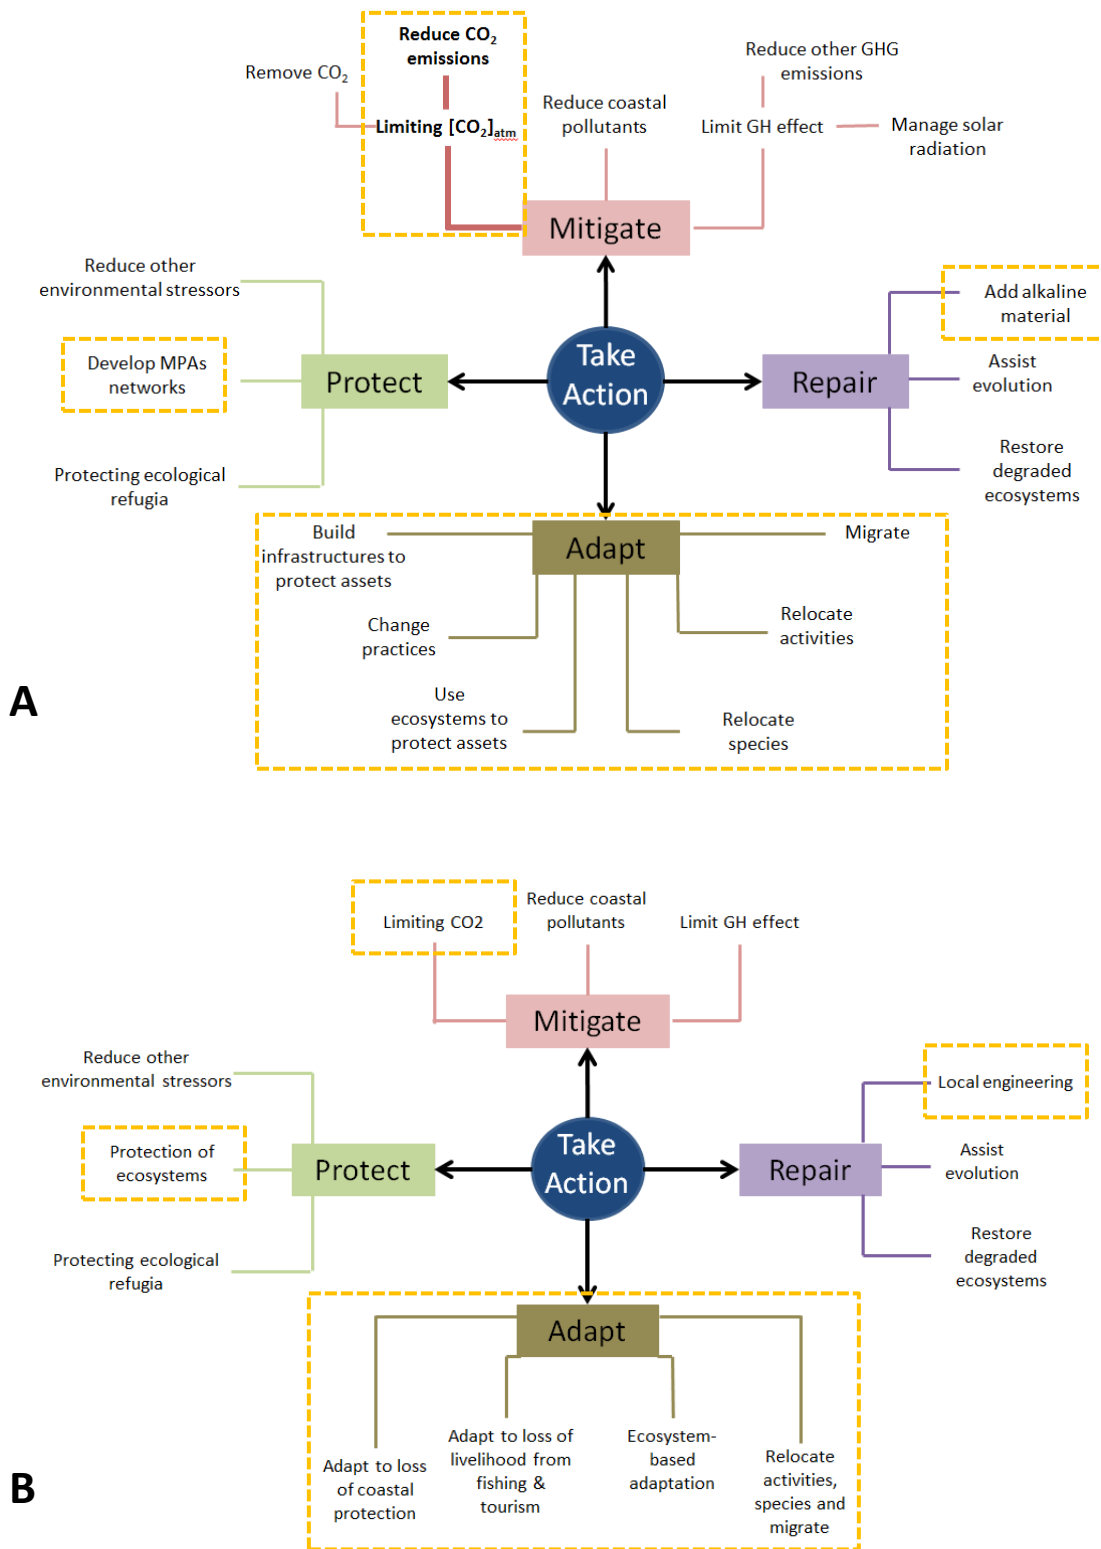 Reduce CO2
emissions
Remove CO2
Reduce other GHG
emissions
Reduce coastal
pollutants
Limiting [CO2]atm
Limit GH effect
Manage solar
radiation
Mitigate
Reduce other
environmental stressors
Add alkaline
material
Develop MPAs
networks
Protect
Take
Action
Repair
Assist
evolution
Protecting ecological
refugia
Restore
degraded
ecosystems
Build
infrastructures to
protect assets
Adapt
Migrate
Change
practices
Relocate
activities
Use
ecosystems to
protect assets
Relocate
species
A
Limiting CO2
Reduce coastal
pollutants
Limit GH effect
Mitigate
Reduce other
environmental stressors
Local engineering
Protection of
ecosystems
Protect
Take
Action
Repair
Assist
evolution
Protecting ecological
refugia
Restore
degraded
ecosystems
Adapt
Adapt to loss
of coastal
protection
Adapt to loss of
livelihood from
fishing &
tourism
Ecosystem-
based
adaptation
Relocate
activities,
species and
migrate
B